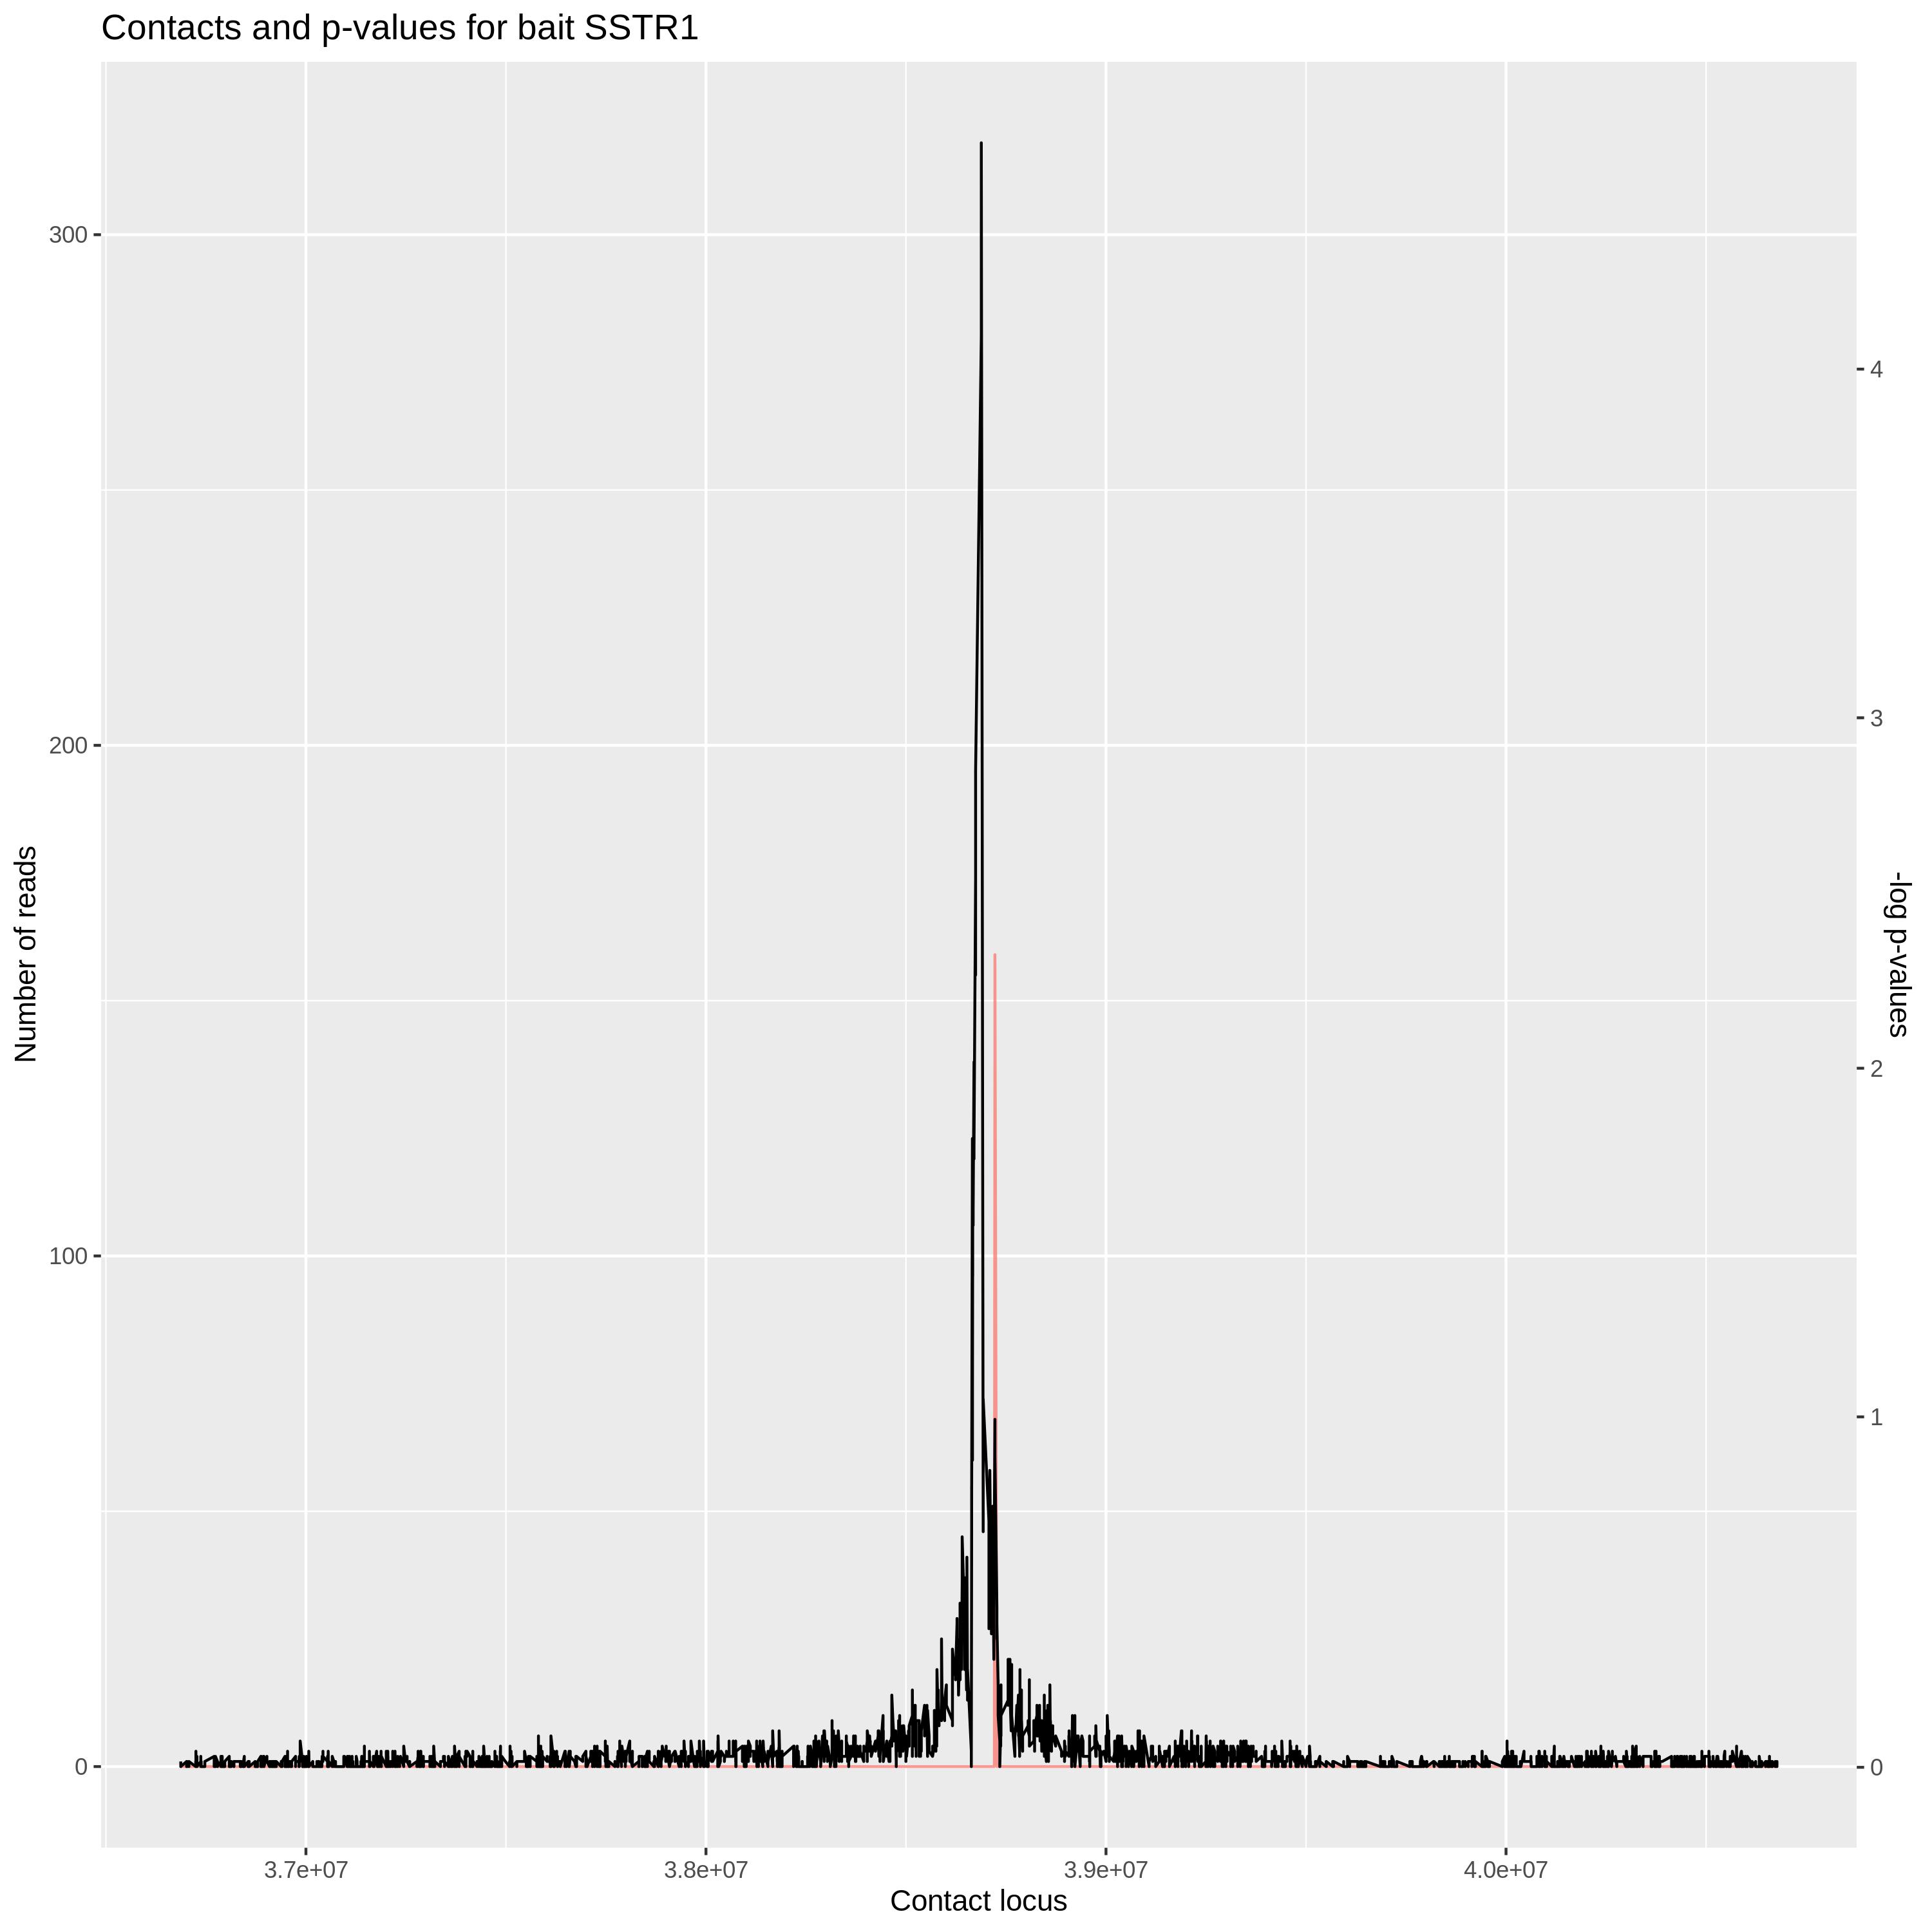 Contacts and p-values for bait SSTR1
Number of reads
300
200
100
0
-log p-values
4
3
2
1
0
3.7e+07 3.8e+07 3.9e+07 4.0e+07
Contact locus